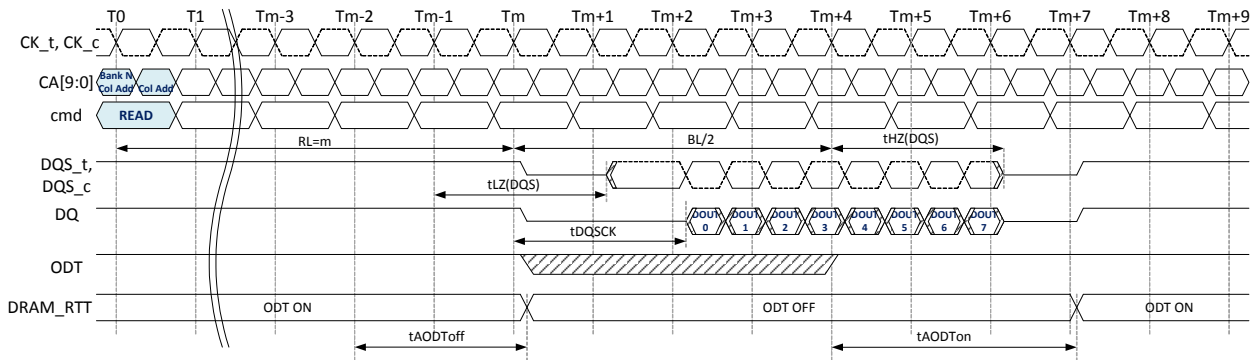 T0 T1 Tm-3 Tm-2 Tm-1 Tm Tm+1 Tm+2 Tm+3 Tm+4 Tm+5 Tm+6 Tm+7 Tm+8 Tm+9
CK_t, CK_c
CA[9:0]
Bank N
Col Add Col Add
cmd READ
RL=m BL/2 tHZ(DQS)
DQS_t,
DQS_c
tLZ(DQS)
DQ
DOUT DOUT DOUT DOUT DOUT DOUT DOUT DOUT
0 1 2 3 4 5 6 7
tDQSCK
ODT
DRAM_RTT ODT ON ODT OFF ODT ON
tAODToff tAODTon